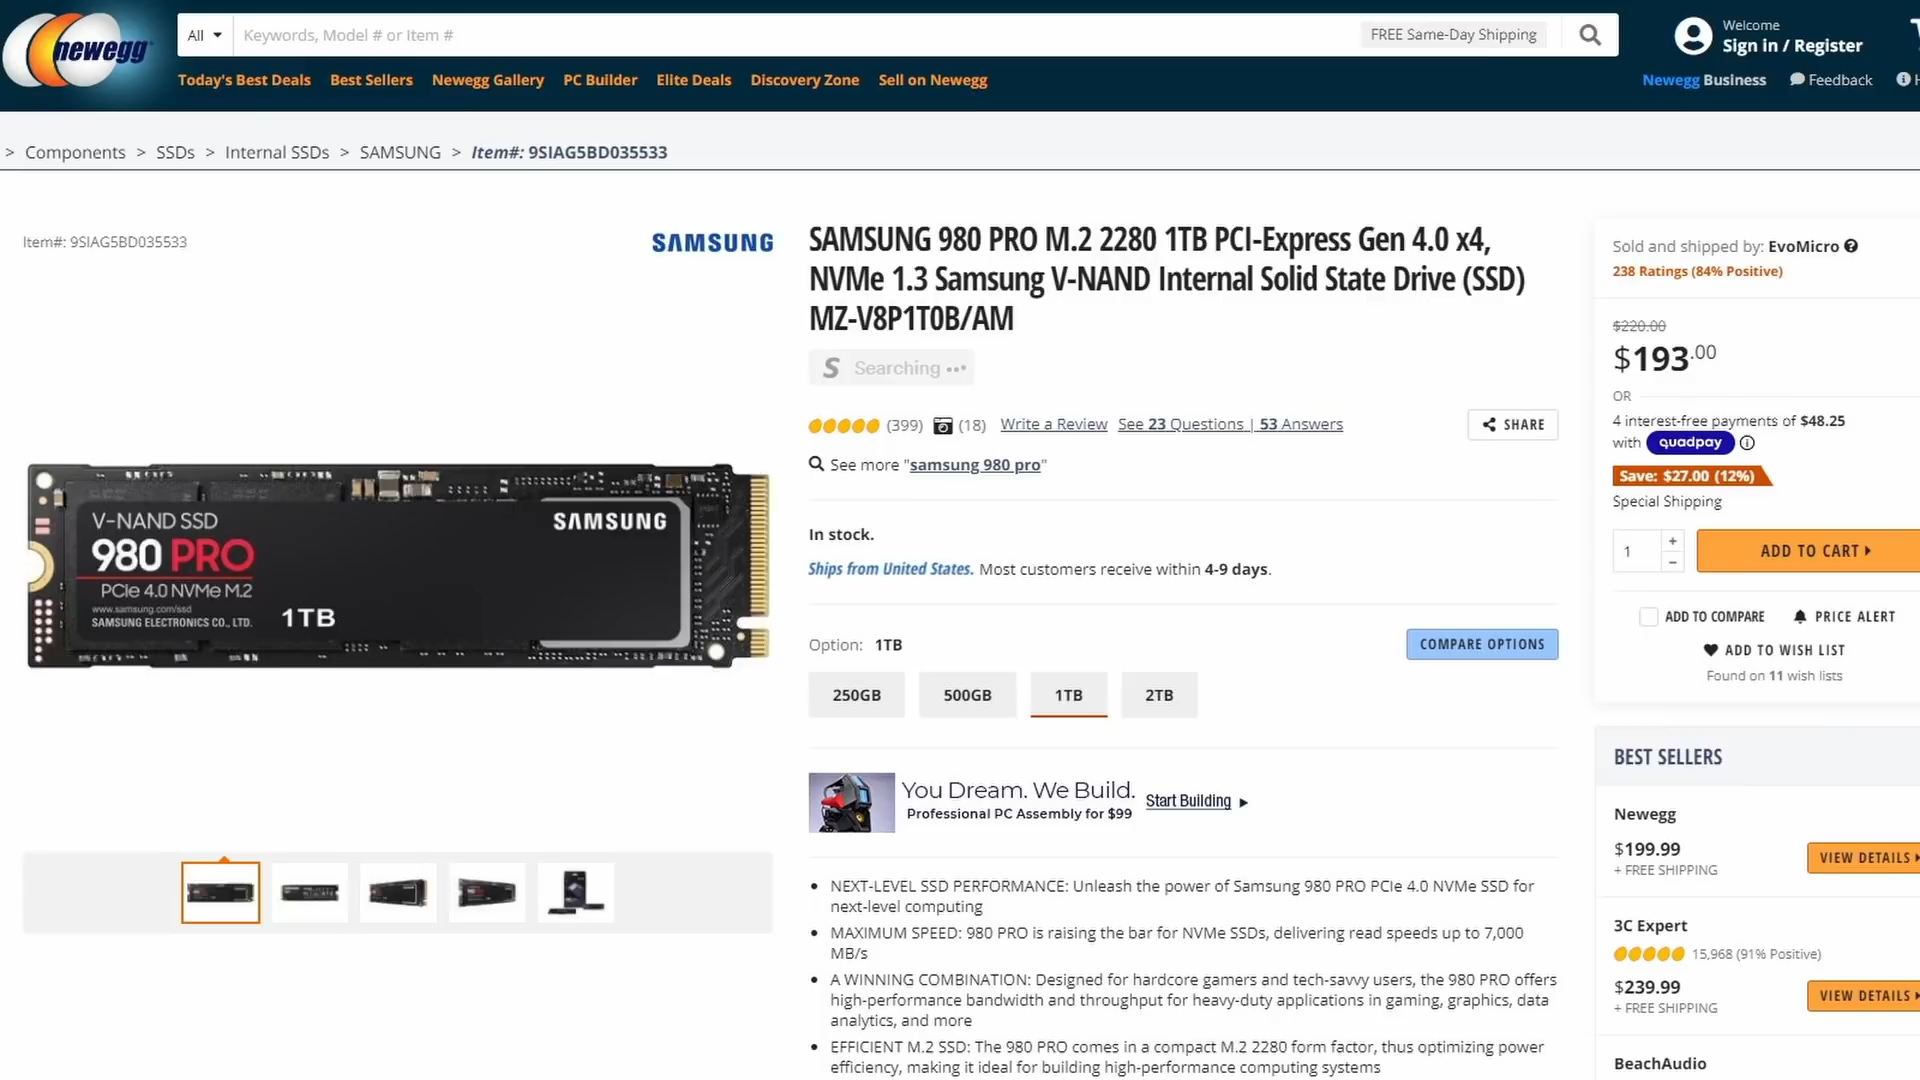 newegg
All
Keywords, Model # or Item #
FREE Same-Day Shipping
Welcome
Sign in / Register
Today's Best Deals
Best Sellers
Newegg Gallery
PC Builder
Elite Deals
Discovery Zone
Sell on Newegg
Newegg Business
Feedback
> Components > SSDs > Internal SSDs > SAMSUNG > Item#: 9SIAG5BD035533
Item#: 9SIAG5BD035533
SAMSUNG
V-NAND SSD
980 PRO
PCIe 4.0 NVMe M.2
www.samsung.com/ssd
SAMSUNG ELECTRONICS CO., LTD.
1TB
SAMSUNG
SAMSUNG 980 PRO M.2 2280 1TB PCI-Express Gen 4.0 x4,
NVMe 1.3 Samsung V-NAND Internal Solid State Drive (SSD)
MZ-V8P1T0B/AM
S Searching •••
(399)
(18)
Write a Review
See 23 Questions | 53 Answers
SHARE
See more "samsung 980 pro"
In stock.
Ships from United States. Most customers receive within 4-9 days.
Option: 1TB
COMPARE OPTIONS
250GB
500GB
1TB
2TB
You Dream. We Build.
Professional PC Assembly for $99
Start Building
• NEXT-LEVEL SSD PERFORMANCE: Unleash the power of Samsung 980 PRO PCIe 4.0 NVMe SSD for
next-level computing
• MAXIMUM SPEED: 980 PRO is raising the bar for NVMe SSDs, delivering read speeds up to 7,000
MB/s
• A WINNING COMBINATION: Designed for hardcore gamers and tech-savvy users, the 980 PRO offers
high-performance bandwidth and throughput for heavy-duty applications in gaming, graphics, data
analytics, and more
• EFFICIENT M.2 SSD: The 980 PRO comes in a compact M.2 2280 form factor, thus optimizing power
efficiency, making it ideal for building high-performance computing systems
Sold and shipped by: EvoMicro
238 Ratings (84% Positive)
$220.00
$193.00
OR
4 interest-free payments of $48.25
with quadpay
Save: $27.00 (12%)
Special Shipping
1
+
−
ADD TO CART
ADD TO COMPARE
PRICE ALERT
ADD TO WISH LIST
Found on 11 wish lists
BEST SELLERS
Newegg
$199.99
+ FREE SHIPPING
VIEW DETAILS
3C Expert
15,968 (91% Positive)
$239.99
+ FREE SHIPPING
VIEW DETAILS
BeachAudio